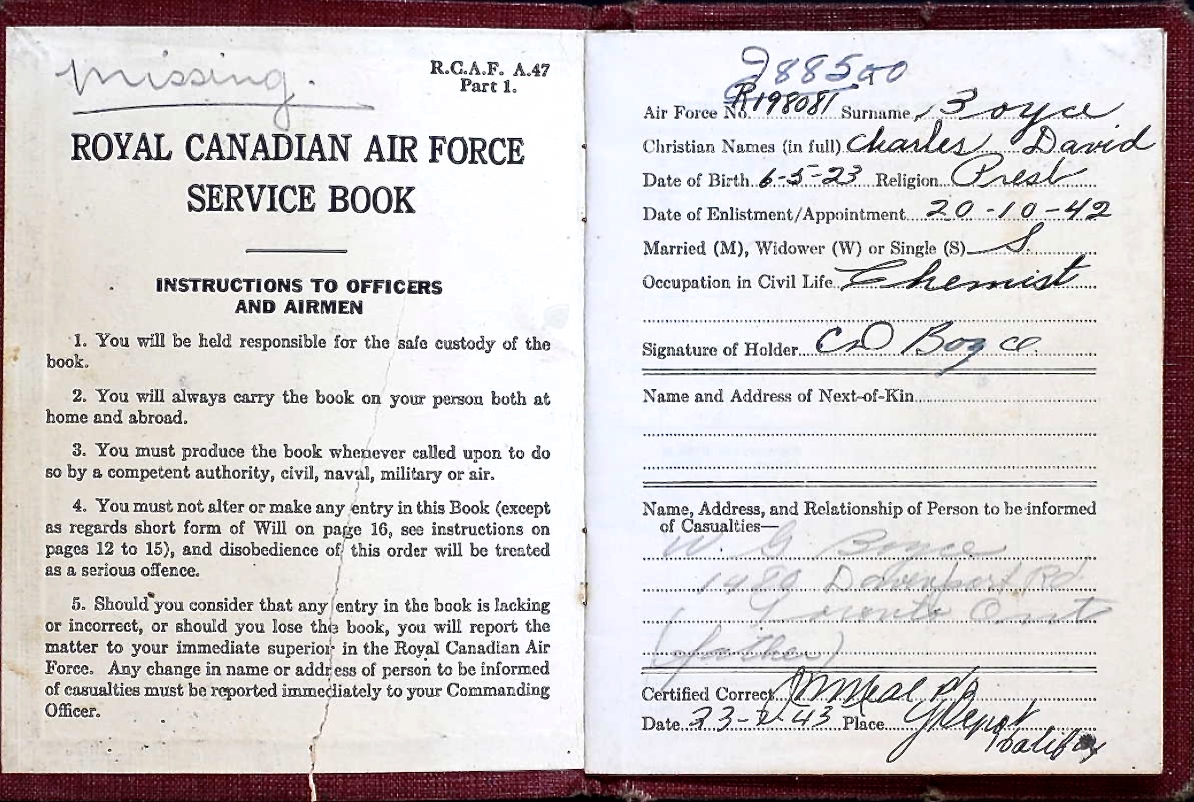 missing.
R.C.A.F. A.47
Part 1.
ROYAL CANADIAN AIR FORCE
SERVICE BOOK
INSTRUCTIONS TO OFFICERS
AND AIRMEN
1. You will be held responsible for the safe custody of the
book.
2. You will always carry the book on your person both at
home and abroad.
3. You must produce the book whenever called upon to do
so by a competent authority, civil, naval, military or air.
4. You must not alter or make any entry in this Book (except
as regards short form of Will on page 16, see instructions on
pages 12 to 15), and disobedience of this order will be treated
as a serious offence.
5. Should you consider that any entry in the book is lacking
or incorrect, or should you lose the book, you will report the
matter to your immediate superior in the Royal Canadian Air
Force. Any change in name or address of person to be informed
of casualties must be reported immediately to your Commanding
Officer.
J88500
Air Force No. R198081 Surname Boyce
Christian Names (in full) Charles David
Date of Birth 6-5-23 Religion Presb
Date of Enlistment/Appointment 20-10-42
Married (M), Widower (W) or Single (S) S.
Occupation in Civil Life Chemist
Signature of Holder CD Boyce
Name and Address of Next-of-Kin
Name, Address, and Relationship of Person to be informed
of Casualties—
W. G Boyce
Davenport Rd
Toronto Ont
(father)
Certified Correct
Date 23-7-43 Place Y Depot
Halifax